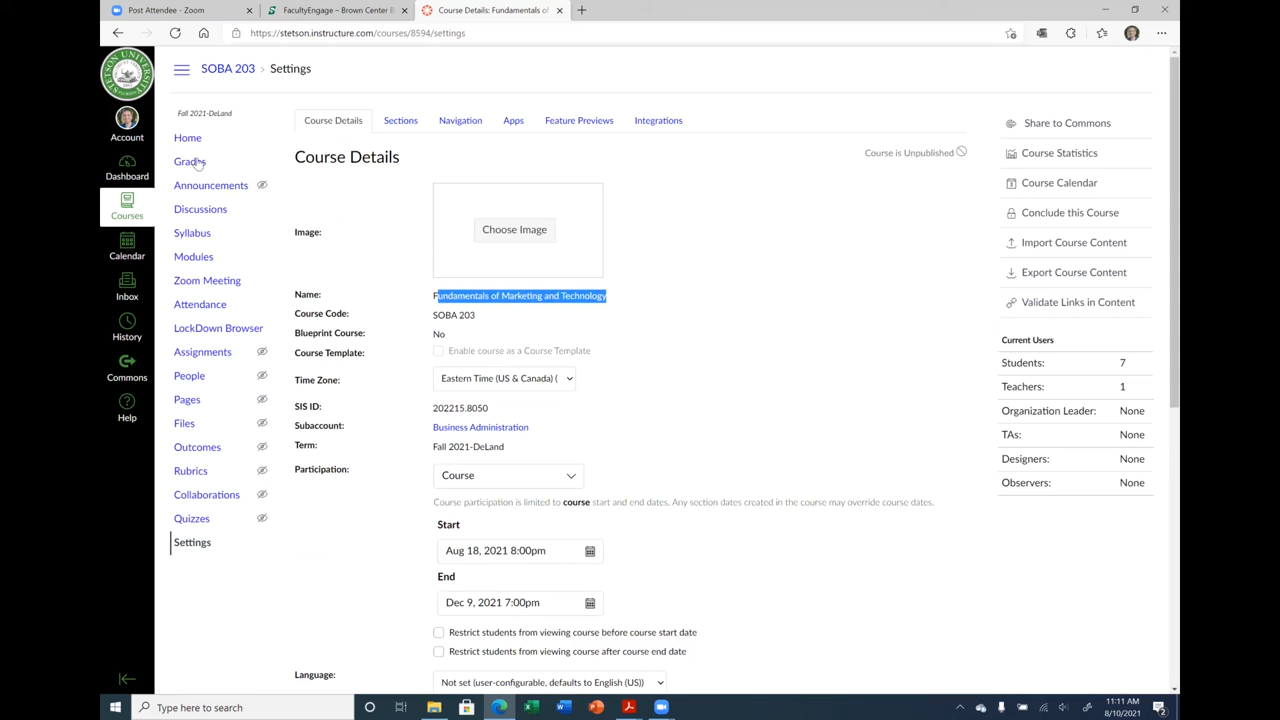 Post Attendee - Zoom
FacultyEngage – Brown Center
Course Details: Fundamentals of
https://stetson.instructure.com/courses/8594/settings
SOBA 203 › Settings
Account
Dashboard
Courses
Calendar
Inbox
History
Commons
Help
Fall 2021-DeLand
Home
Grades
Announcements
Discussions
Syllabus
Modules
Zoom Meeting
Attendance
LockDown Browser
Assignments
People
Pages
Files
Outcomes
Rubrics
Collaborations
Quizzes
Settings
Course Details
Sections
Navigation
Apps
Feature Previews
Integrations
Course Details
Course is Unpublished
Image:
Choose Image
Name: Fundamentals of Marketing and Technology
Course Code: SOBA 203
Blueprint Course: No
Course Template: Enable course as a Course Template
Time Zone: Eastern Time (US & Canada) (
SIS ID: 202215.8050
Subaccount: Business Administration
Term: Fall 2021-DeLand
Participation: Course
Course participation is limited to course start and end dates. Any section dates created in the course may override course dates.
Start
Aug 18, 2021 8:00pm
End
Dec 9, 2021 7:00pm
Restrict students from viewing course before course start date
Restrict students from viewing course after course end date
Language: Not set (user-configurable, defaults to English (US))
Share to Commons
Course Statistics
Course Calendar
Conclude this Course
Import Course Content
Export Course Content
Validate Links in Content
Current Users
Students: 7
Teachers: 1
Organization Leader: None
TAs: None
Designers: None
Observers: None
Type here to search
11:11 AM
8/10/2021